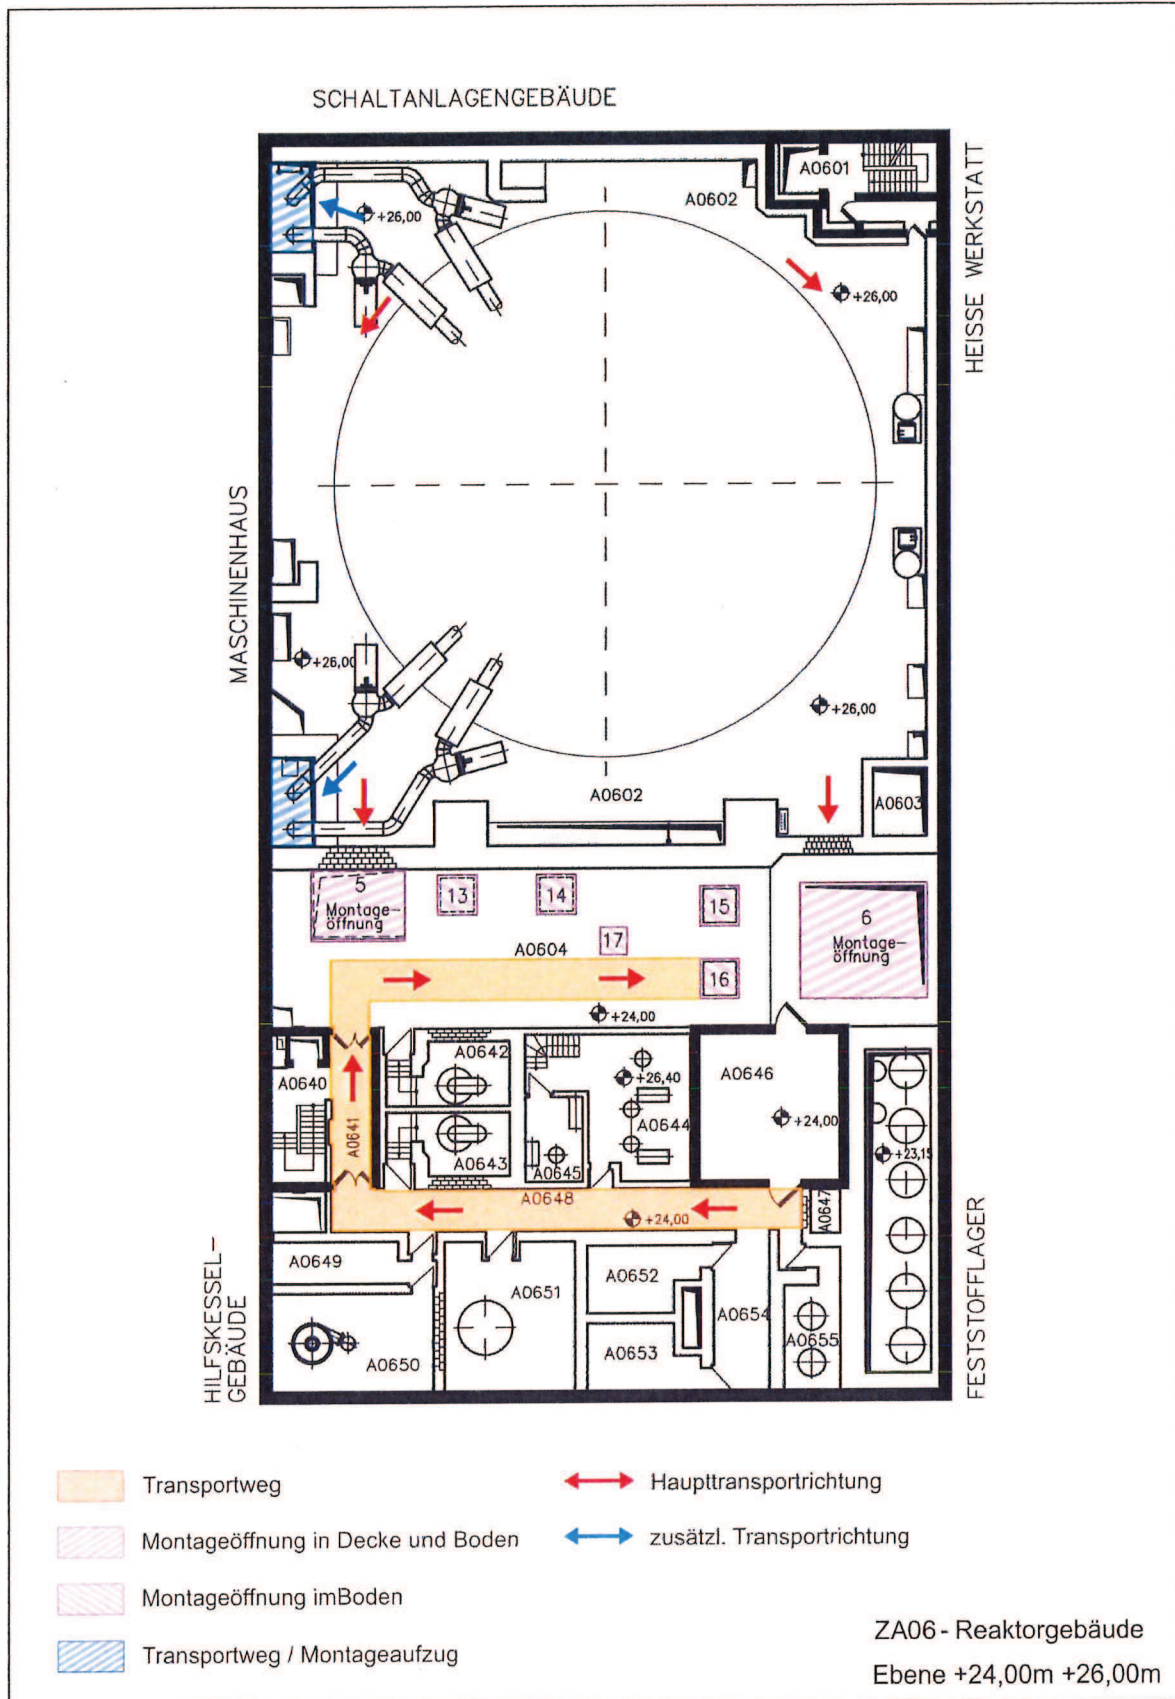 SCHALTANLAGENGEBÄUDE
A0601
A0602
+26,00
+26,00
HEISSE WERKSTATT
MASCHINENHAUS
+26,00
+26,00
A0602
A0603
5
Montage-
öffnung
13
14
15
6
Montage-
öffnung
17
A0604
16
+24,00
A0642
A0640
+26,40
A0646
A0641
A0644
+24,00
A0643
A0645
+23,15
A0648
A0647
+24,00
A0649
A0651
A0652
A0654
A0650
A0653
A0655
HILFSKESSEL-
GEBÄUDE
FESTSTOFFLAGER
Transportweg
Haupttransportrichtung
Montageöffnung in Decke und Boden
zusätzl. Transportrichtung
Montageöffnung imBoden
Transportweg / Montageaufzug
ZA06 - Reaktorgebäude
Ebene +24,00m +26,00m